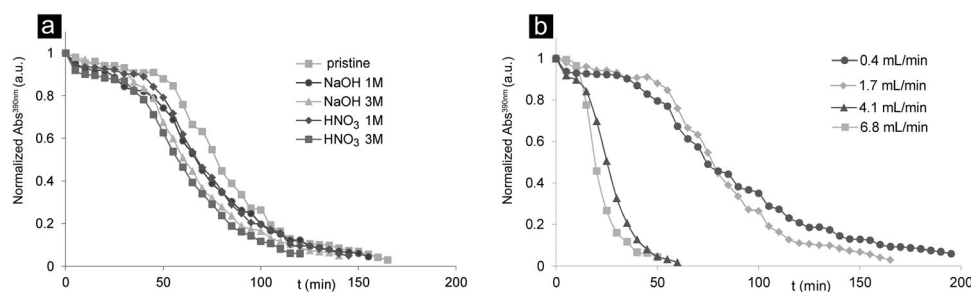 a
Normalized Abs³⁹⁰ⁿᵐ (a.u.)
1
0.8
0.6
0.4
0.2
0
0
50
100
150
200
t (min)
pristine
NaOH 1M
NaOH 3M
HNO₃ 1M
HNO₃ 3M
b
Normalized Abs³⁹⁰ⁿᵐ (a.u.)
1
0.8
0.6
0.4
0.2
0
0
50
100
150
200
t (min)
0.4 mL/min
1.7 mL/min
4.1 mL/min
6.8 mL/min